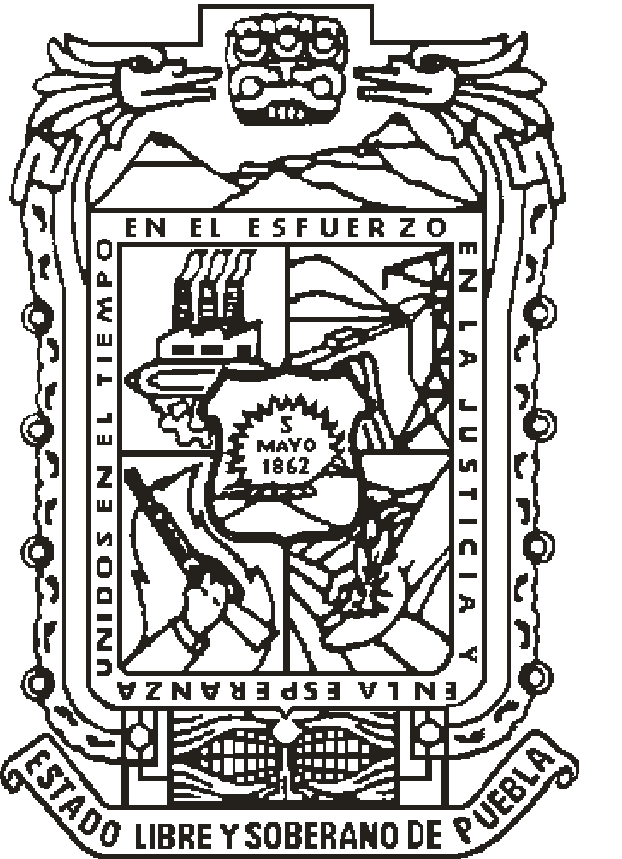 UNIDOS EN EL TIEMPO
EN EL ESFUERZO
EN LA JUSTICIA Y
EN LA ESPERANZA
5
MAYO
1862
ESTADO LIBRE Y SOBERANO DE PUEBLA